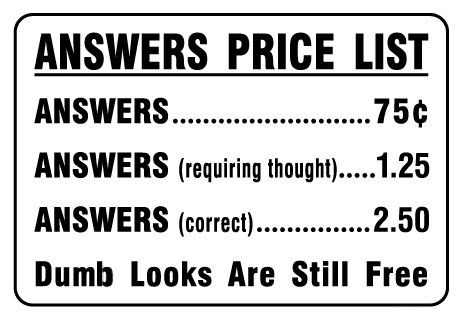 ANSWERS PRICE LIST
ANSWERS..........................75¢
ANSWERS (requiring thought).....1.25
ANSWERS (correct)...............2.50
Dumb Looks Are Still Free